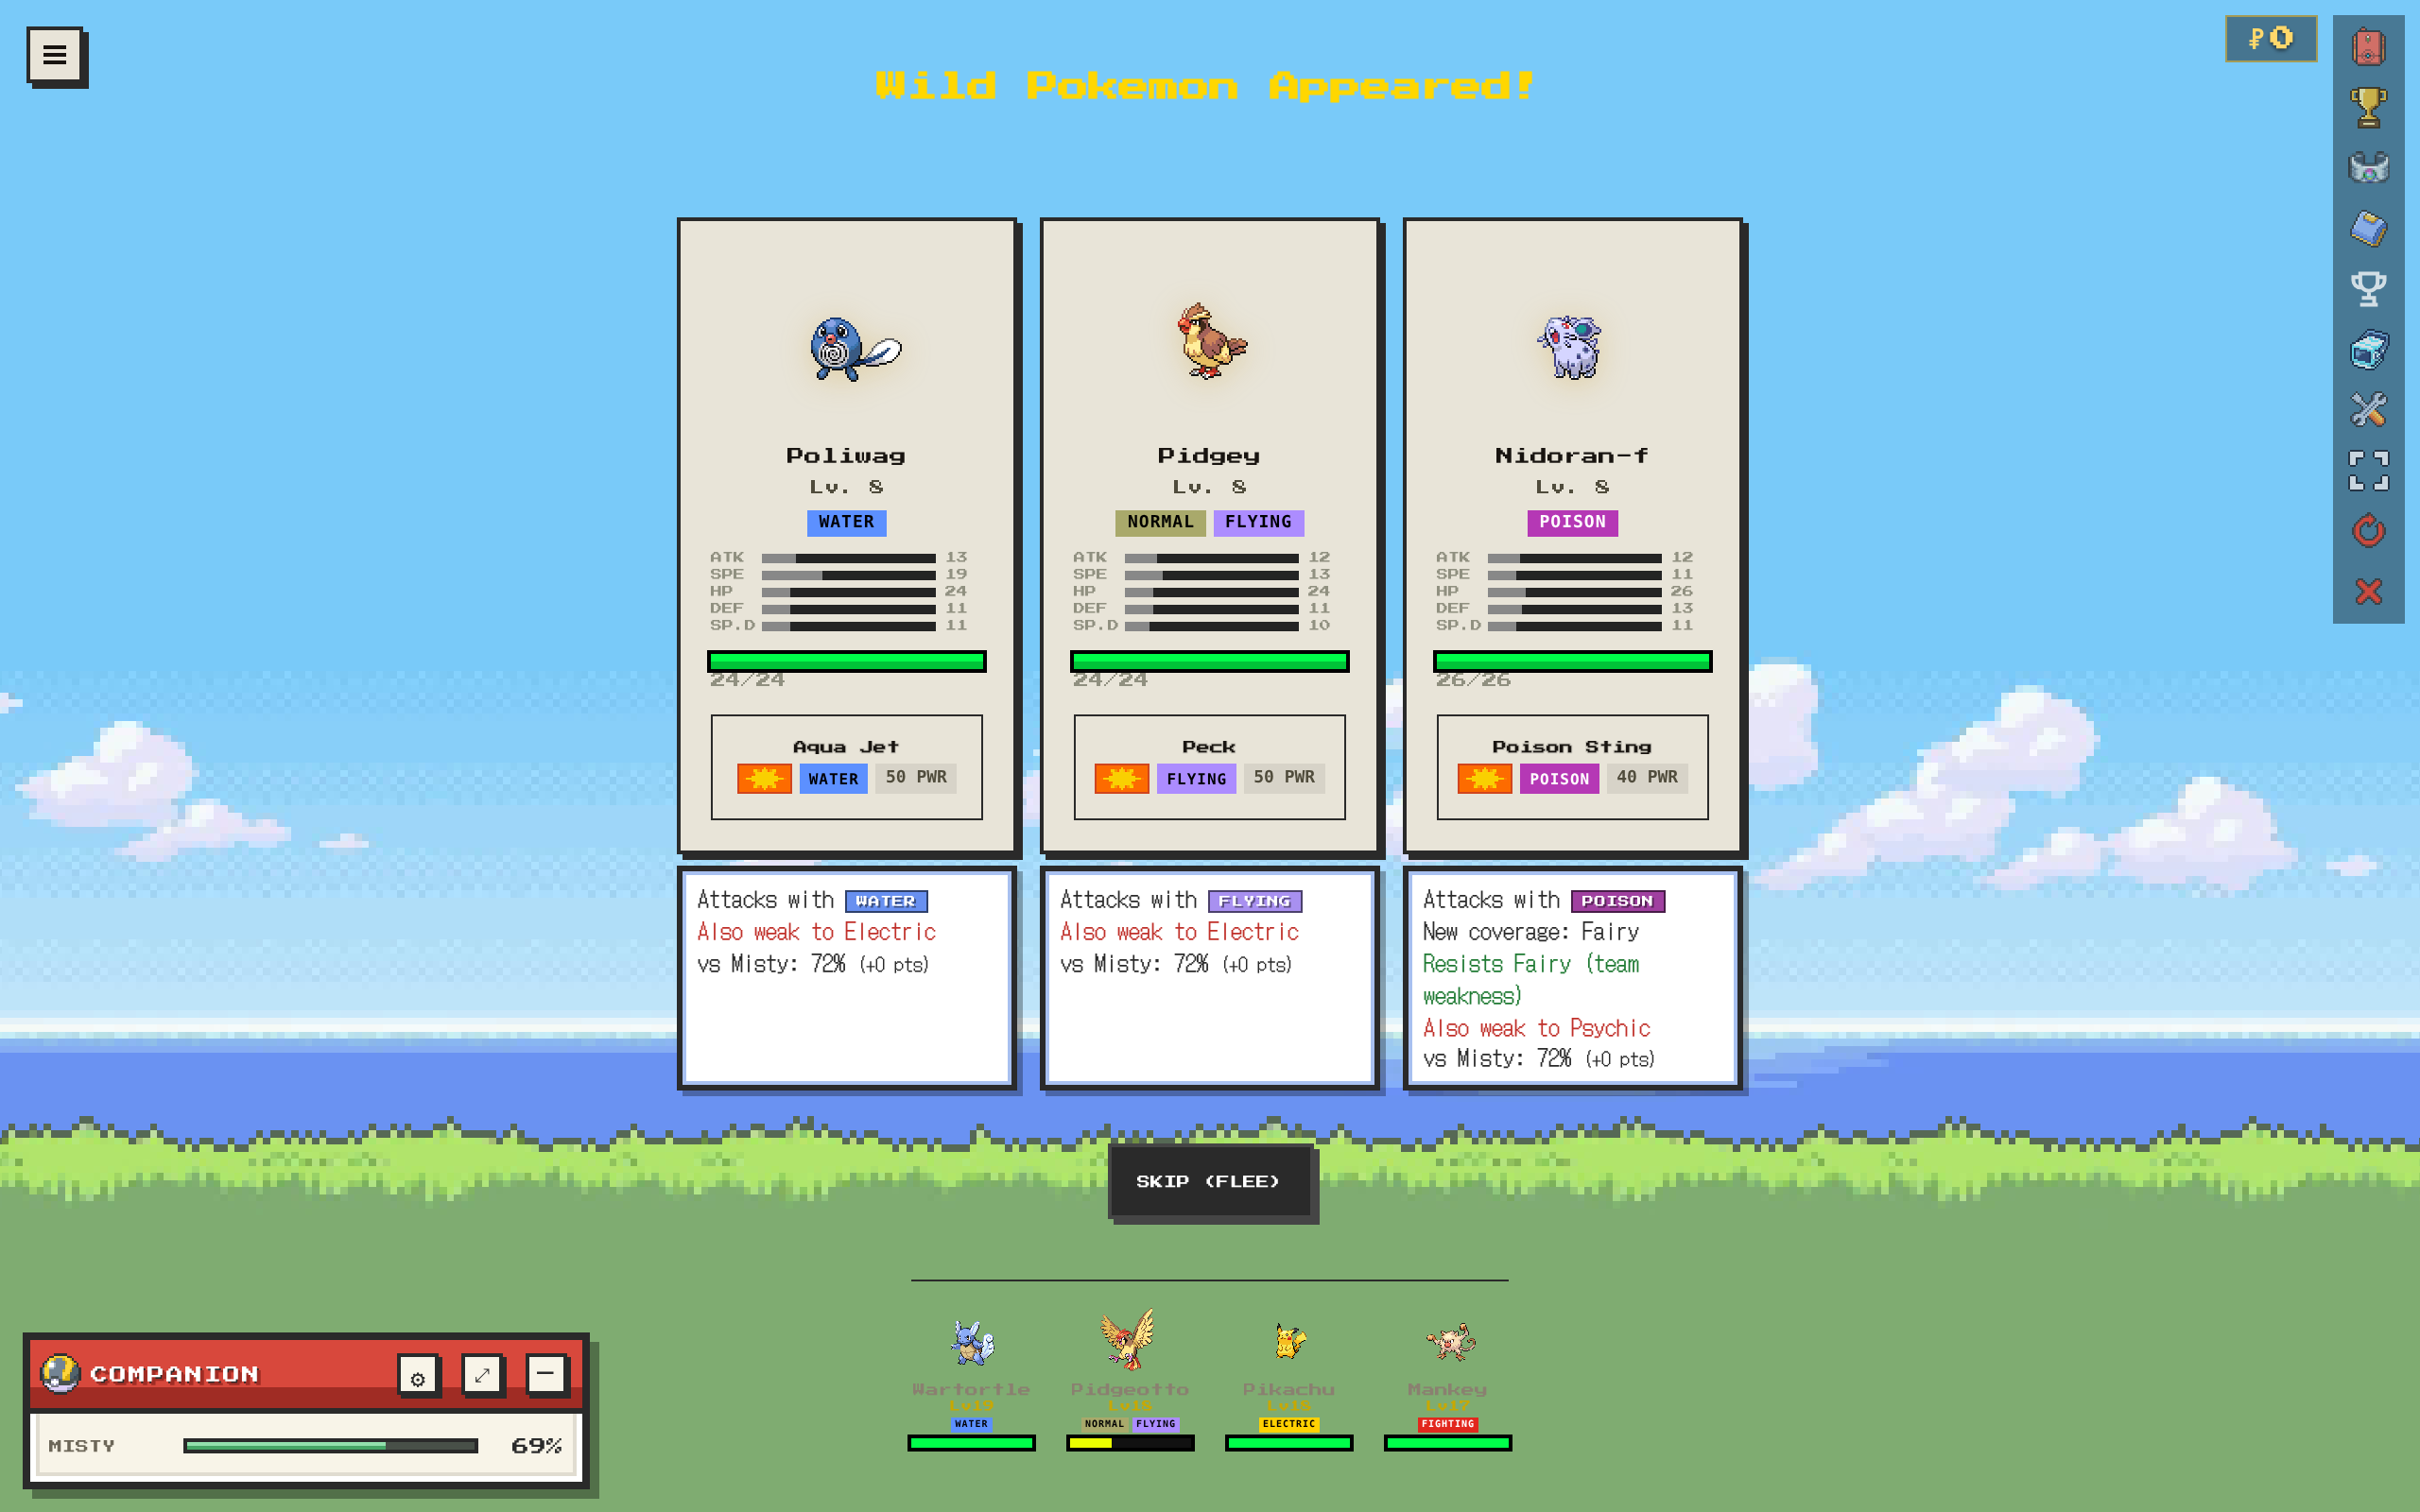 ₽0
Wild Pokemon Appeared!
Poliwag
Lv. 8
WATER
ATK 13
SPE 19
HP 24
DEF 11
SP.D 11
24/24
Aqua Jet
WATER 50 PWR
Attacks with WATER
Also weak to Electric
vs Misty: 72% (+0 pts)
Pidgey
Lv. 8
NORMAL FLYING
ATK 12
SPE 13
HP 24
DEF 11
SP.D 10
24/24
Peck
FLYING 50 PWR
Attacks with FLYING
Also weak to Electric
vs Misty: 72% (+0 pts)
Nidoran-f
Lv. 8
POISON
ATK 12
SPE 11
HP 26
DEF 13
SP.D 11
26/26
Poison Sting
POISON 40 PWR
Attacks with POISON
New coverage: Fairy
Resists Fairy (team
weakness)
Also weak to Psychic
vs Misty: 72% (+0 pts)
SKIP (FLEE)
COMPANION
MISTY 69%
Wartortle
Lv19
WATER
Pidgeotto
Lv18
NORMAL FLYING
Pikachu
Lv18
ELECTRIC
Mankey
Lv17
FIGHTING